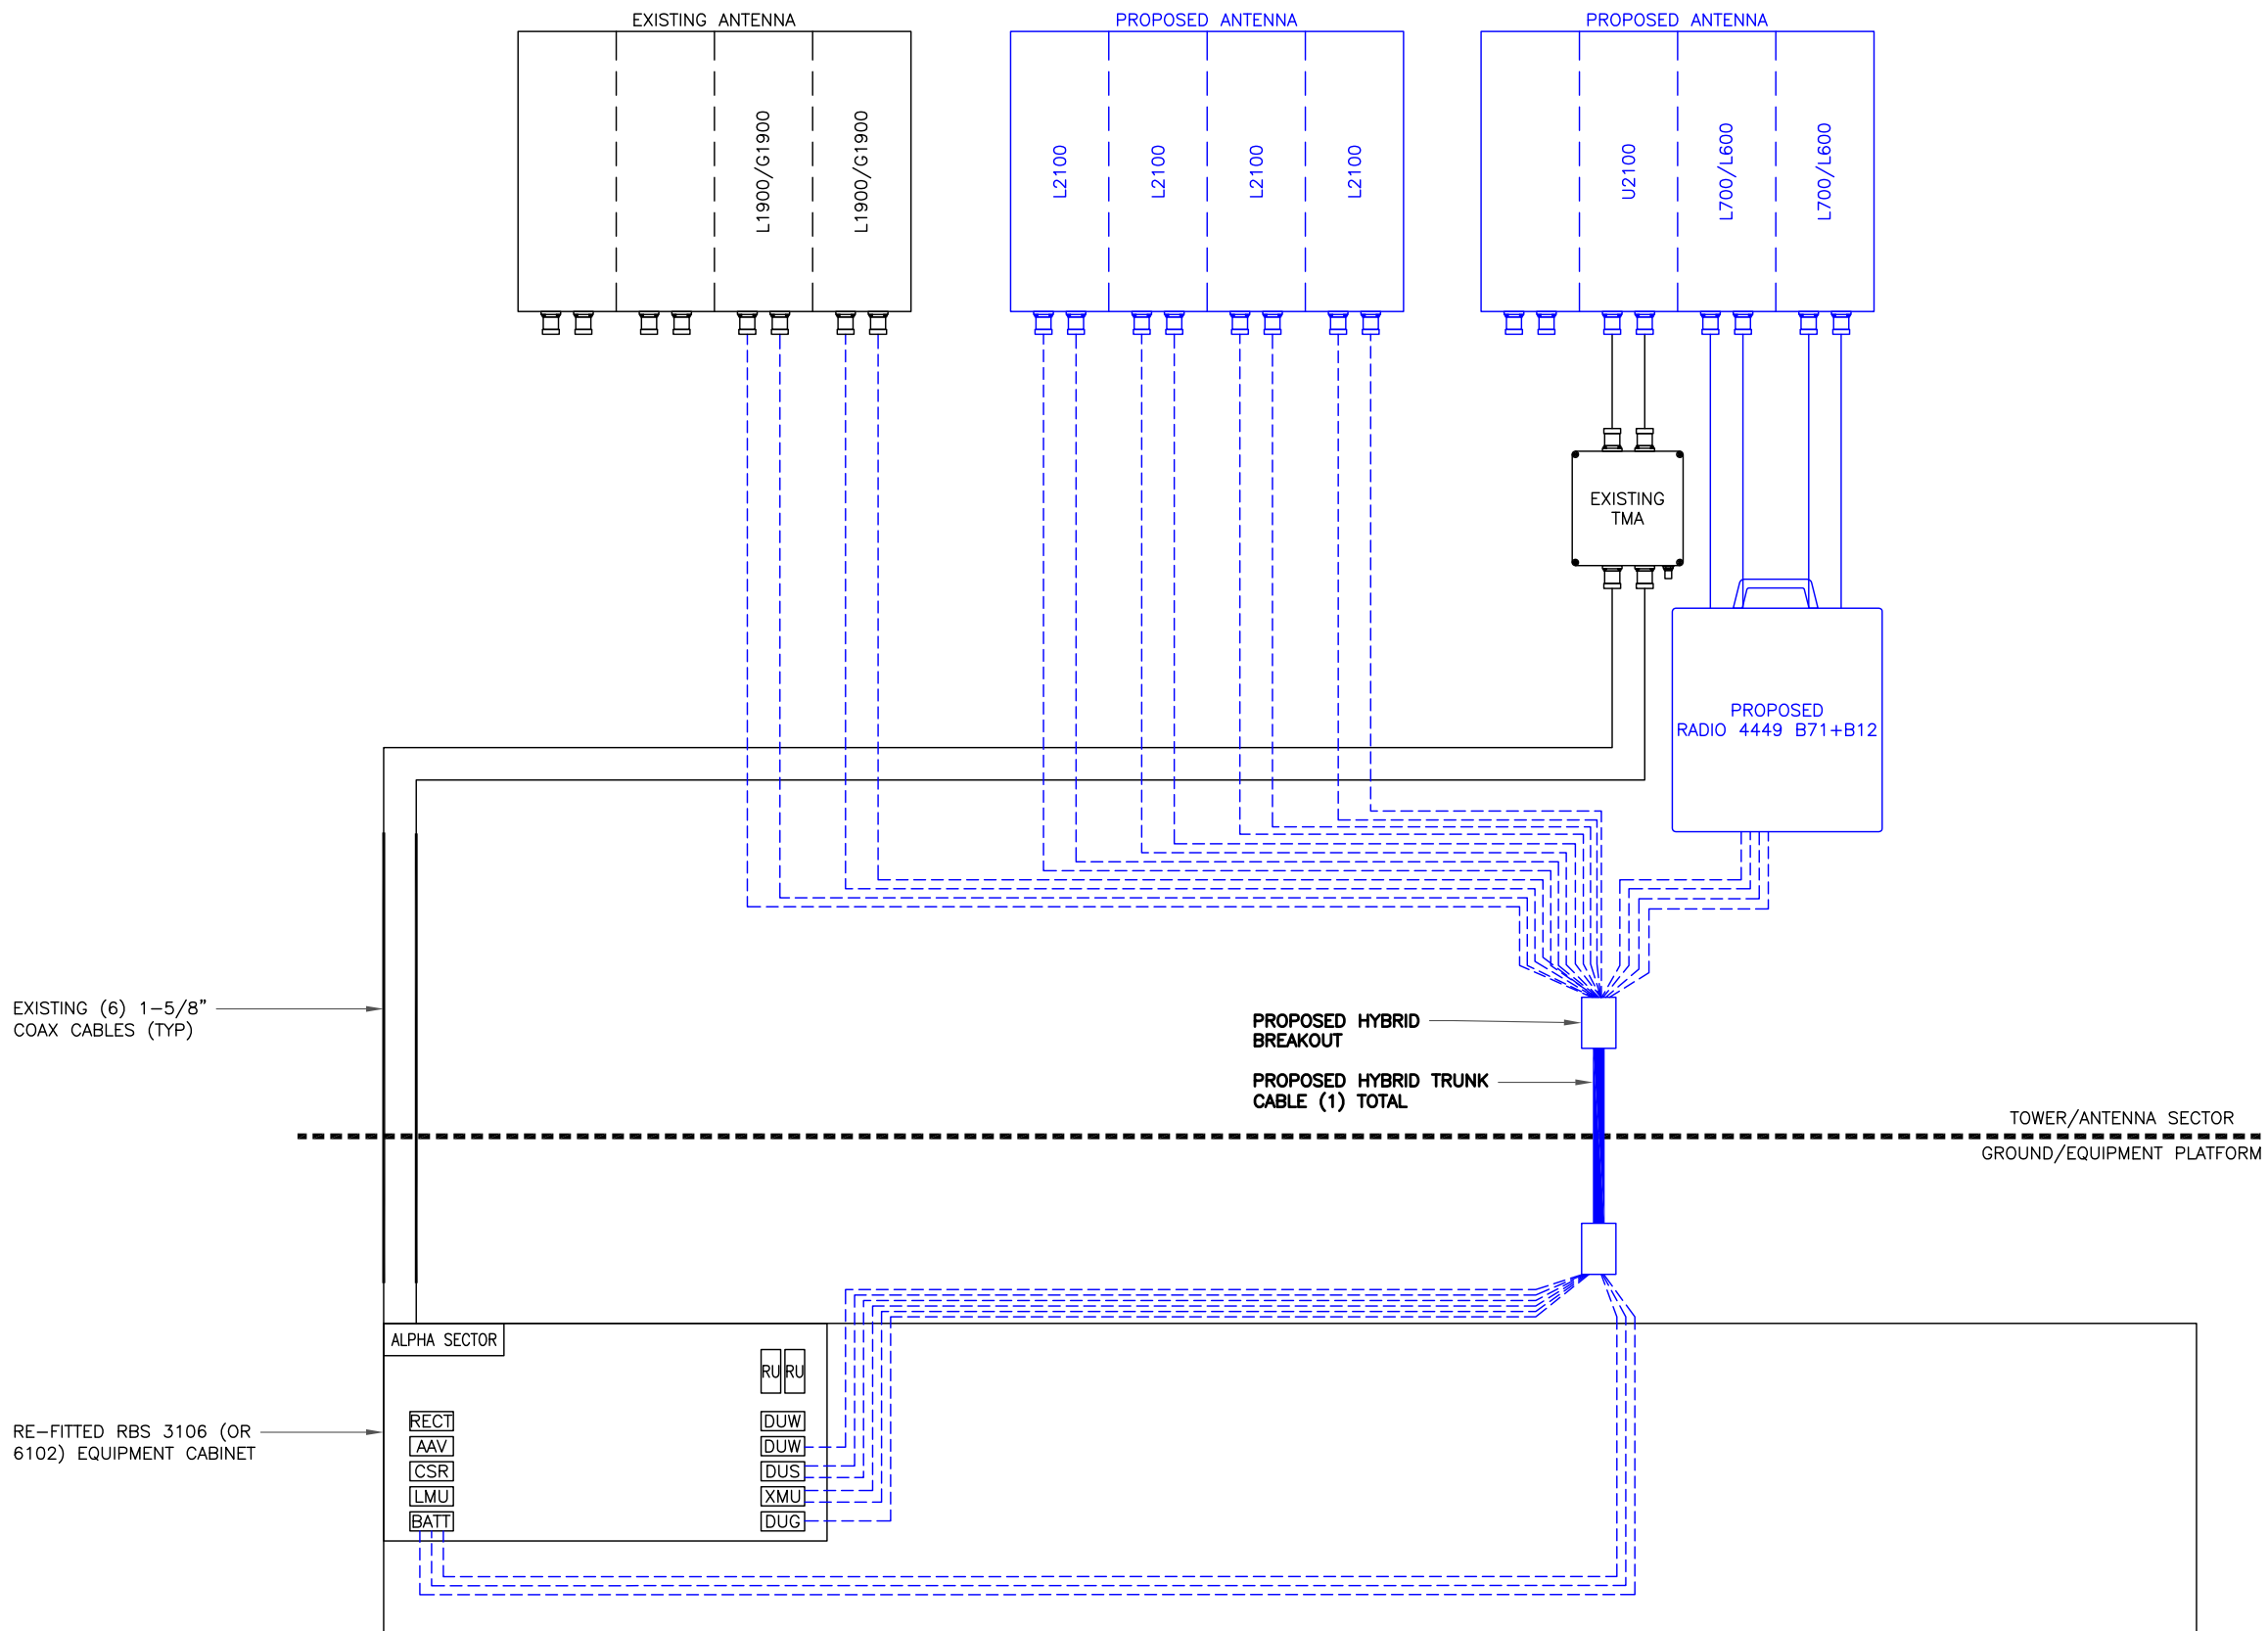 EXISTING ANTENNA
PROPOSED ANTENNA
PROPOSED ANTENNA
L1900/G1900
L1900/G1900
L2100
L2100
L2100
L2100
U2100
L700/L600
L700/L600
EXISTING
TMA
PROPOSED
RADIO 4449 B71+B12
EXISTING (6) 1-5/8"
COAX CABLES (TYP)
PROPOSED HYBRID
BREAKOUT
PROPOSED HYBRID TRUNK
CABLE (1) TOTAL
TOWER/ANTENNA SECTOR
GROUND/EQUIPMENT PLATFORM
ALPHA SECTOR
RU
RU
RE-FITTED RBS 3106 (OR
6102) EQUIPMENT CABINET
RECT
AAV
CSR
LMU
BATT
DUW
DUW
DUS
XMU
DUG